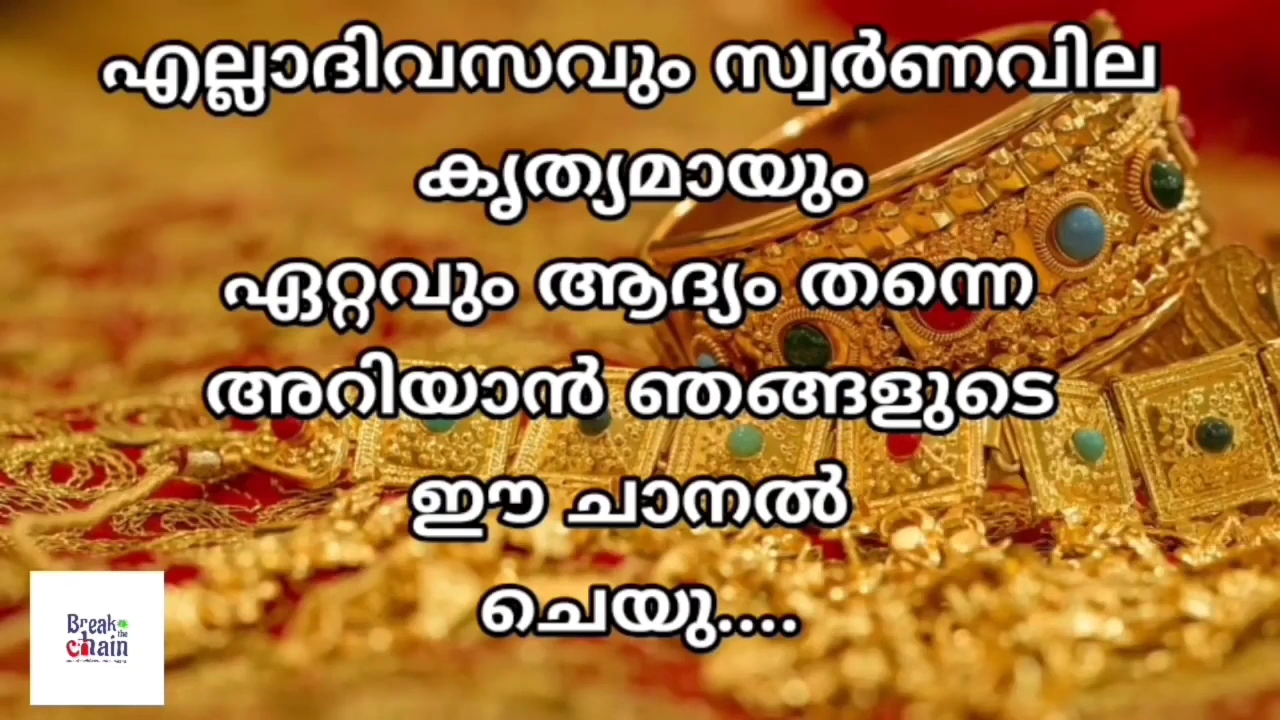 എല്ലാദിവസവും സ്വർണവില
കൃത്യമായും
ഏറ്റവും ആദ്യം തന്നെ
അറിയാൻ ഞങ്ങളുടെ
ഈ ചാനൽ
ചെയു....
Break
the
chain